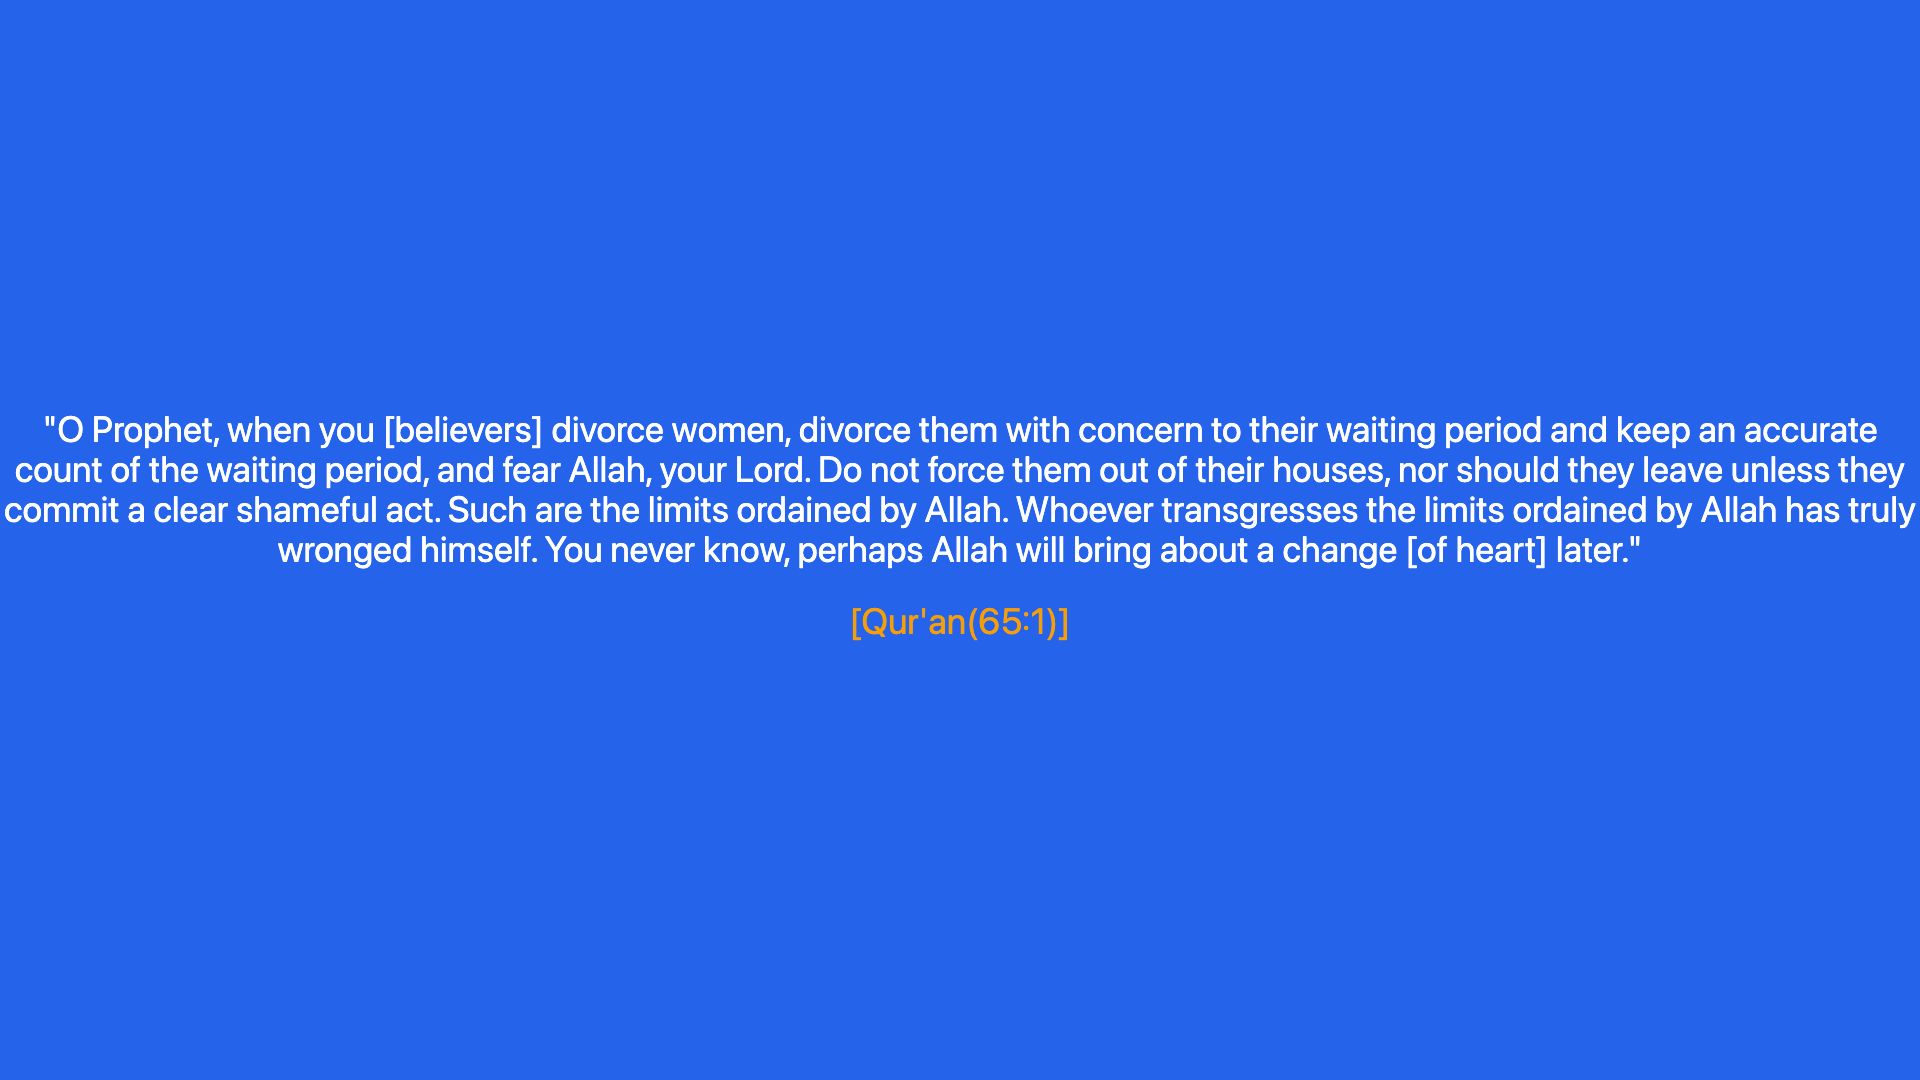 "O Prophet, when you [believers] divorce women, divorce them with concern to their waiting period and keep an accurate
count of the waiting period, and fear Allah, your Lord. Do not force them out of their houses, nor should they leave unless they
commit a clear shameful act. Such are the limits ordained by Allah. Whoever transgresses the limits ordained by Allah has truly
wronged himself. You never know, perhaps Allah will bring about a change [of heart] later."
[Qur'an(65:1)]